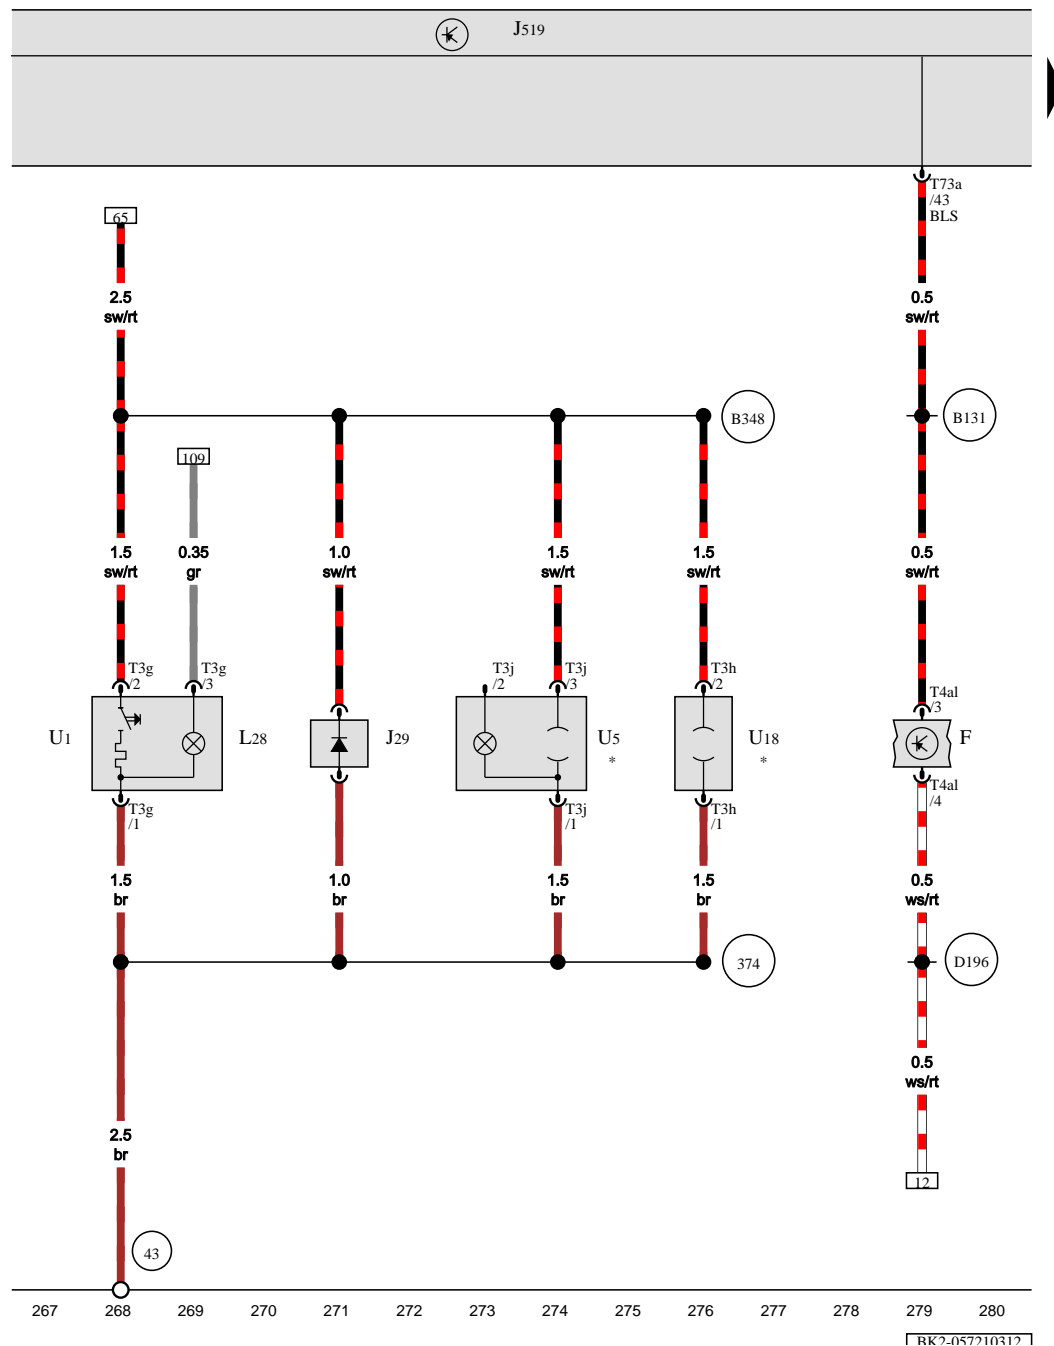 J519
T73a
/43
BLS
65
2.5
sw/rt
0.5
sw/rt
B348
B131
109
1.5
sw/rt
0.35
gr
1.0
sw/rt
1.5
sw/rt
1.5
sw/rt
0.5
sw/rt
T3g
/2
T3g
/3
T3j
/2
T3j
/3
T3h
/2
T4al
/3
U1
L28
J29
U5
*
U18
*
F
T3g
/1
T3j
/1
T3h
/1
T4al
/4
1.5
br
1.0
br
1.5
br
1.5
br
0.5
ws/rt
374
D196
0.5
ws/rt
2.5
br
12
43
267 268 269 270 271 272 273 274 275 276 277 278 279 280
BK2-057210312